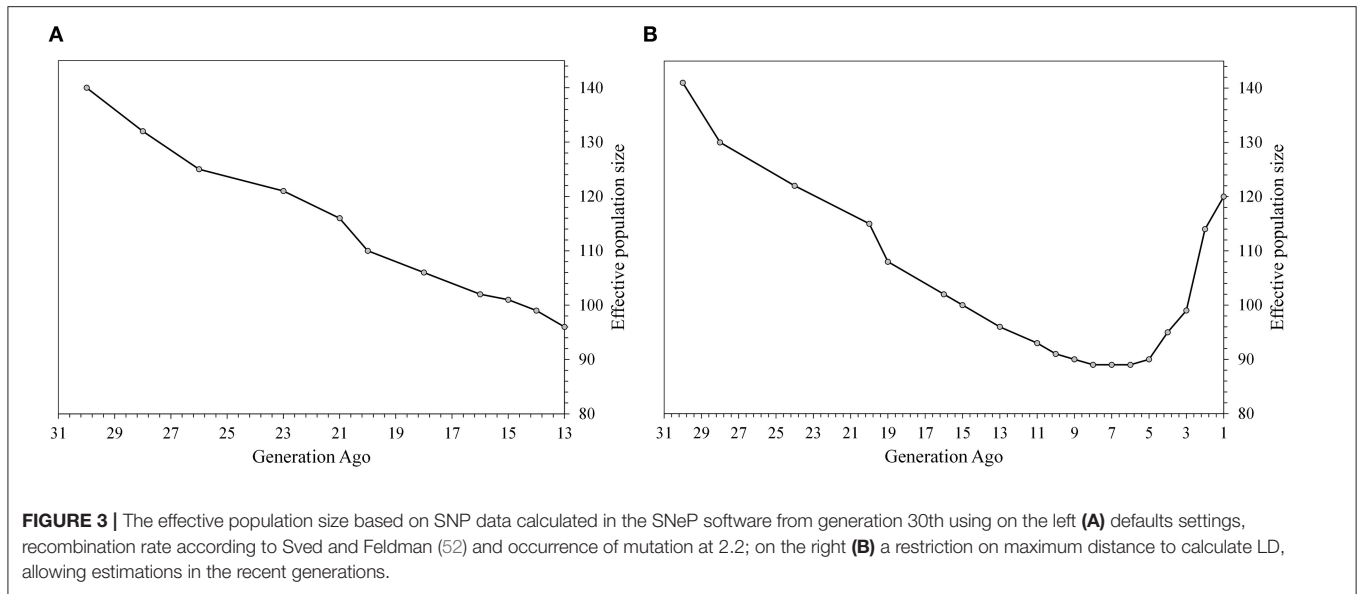 A
B
140
130
120
110
100
90
80
Effective population size
31 29 27 25 23 21 19 17 15 13
Generation Ago
140
130
120
110
100
90
80
Effective population size
31 29 27 25 23 21 19 17 15 13 11 9 7 5 3 1
Generation Ago
FIGURE 3 | The effective population size based on SNP data calculated in the SNeP software from generation 30th using on the left (A) defaults settings,
recombination rate according to Sved and Feldman (52) and occurrence of mutation at 2.2; on the right (B) a restriction on maximum distance to calculate LD,
allowing estimations in the recent generations.